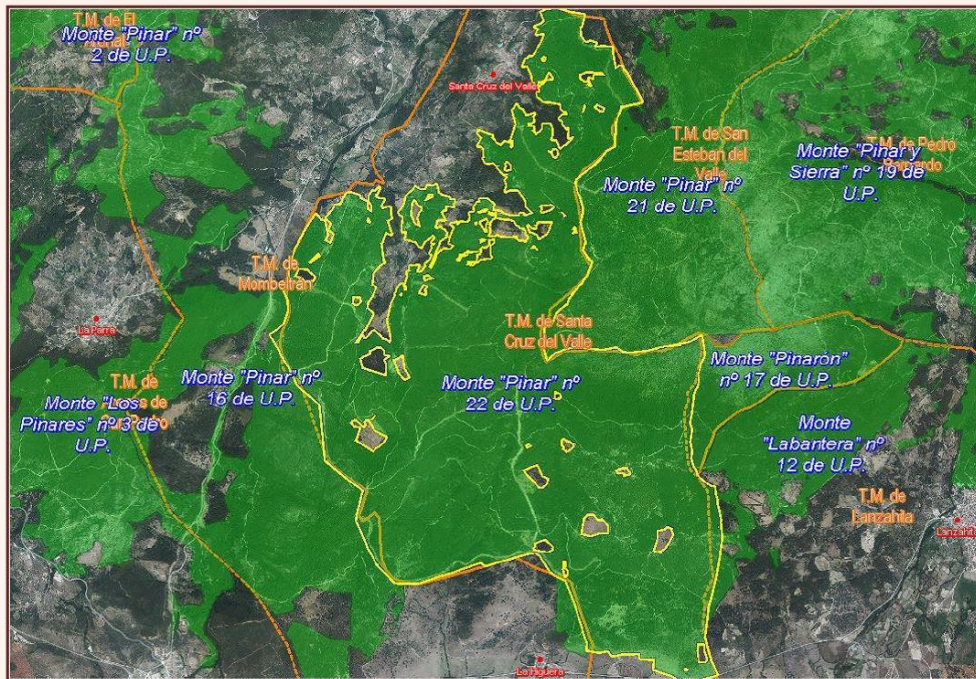 T.M. de El
Monte "Pinar" nº
2 de U.P.
Santa Cruz del Valle
T.M. de San
Esteban del
Valle
Monte "Pinar" nº
21 de U.P.
T.M. de Pedro
Monte "Pinar y
Sierra" nº 19 de
U.P.
T.M. de
Mombeltrán
La Parra
T.M. de Santa
Cruz del Valle
Monte "Pinarón"
nº 17 de U.P.
T.M. de
Monte "Los
Pinares" nº 3 de
U.P.
Monte "Pinar" nº
16 de U.P.
Monte "Pinar" nº
22 de U.P.
Monte
"Labantera" nº
12 de U.P.
T.M. de
Lanzahíta
Lanzahíta
La Higuera